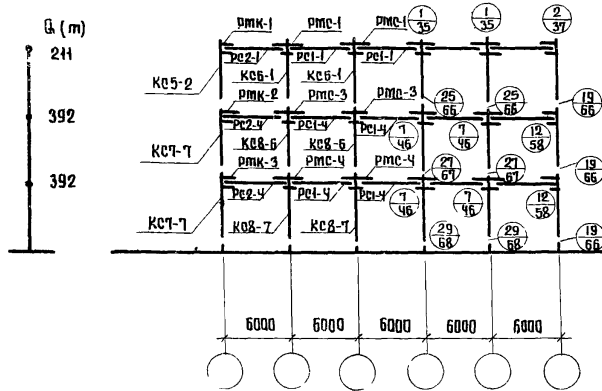 Q (т)
РМК-1
РМС-1
РМС-1
1
35
1
35
2
37
211
РС2-1
РС1-1
РС1-1
КС5-2
КС6-1
КС6-1
25
66
25
66
19
66
РМК-2
РМС-3
РМС-3
392
РС2-4
РС1-4
РС1-4
7
46
7
46
12
58
КС7-7
КС8-6
КС8-6
РМК-3
РМС-4
РМС-4
27
67
27
67
19
66
392
РС2-4
РС1-4
РС1-4
7
46
7
46
12
58
КС7-7
КС8-7
КС8-7
29
68
29
68
19
66
6000
6000
6000
6000
6000